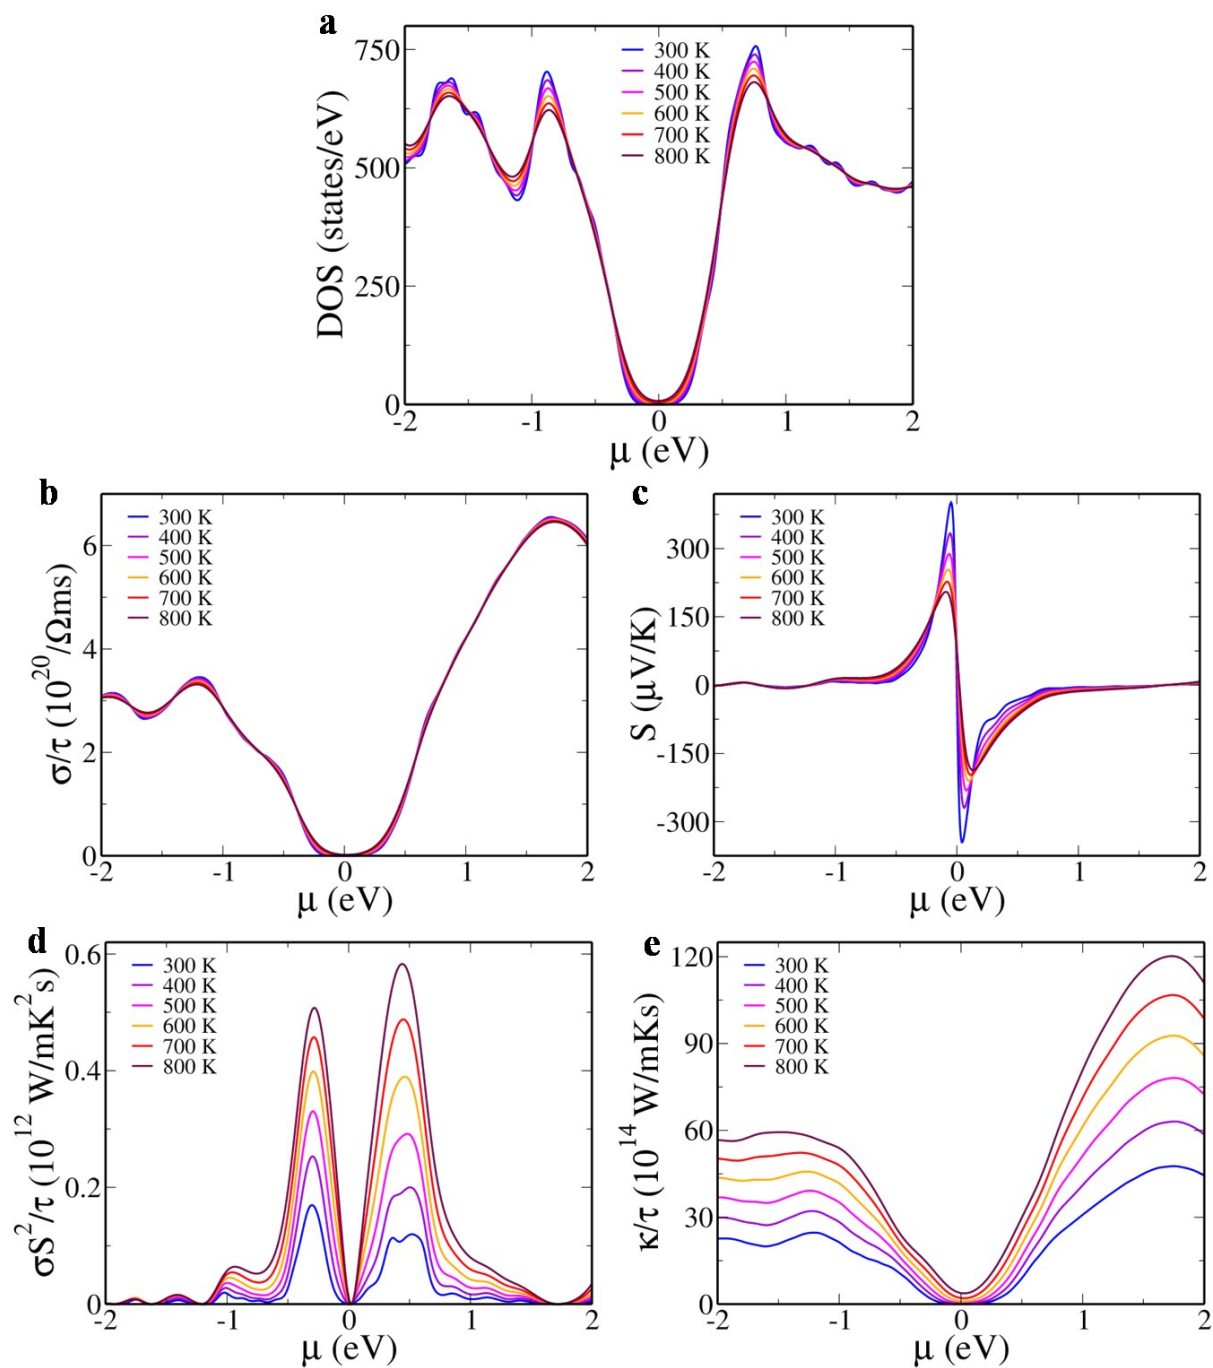 a
750
500
250
0
DOS (states/eV)
300 K
400 K
500 K
600 K
700 K
800 K
-2 -1 0 1 2
μ (eV)
b
6
4
2
0
σ/τ (10^20/Ωms)
300 K
400 K
500 K
600 K
700 K
800 K
-2 -1 0 1 2
μ (eV)
c
300
150
0
-150
-300
S (μV/K)
300 K
400 K
500 K
600 K
700 K
800 K
-2 -1 0 1 2
μ (eV)
d
0.6
0.4
0.2
0
σS²/τ (10^12 W/mK²s)
300 K
400 K
500 K
600 K
700 K
800 K
-2 -1 0 1 2
μ (eV)
e
120
90
60
30
0
κ/τ (10^14 W/mKs)
300 K
400 K
500 K
600 K
700 K
800 K
-2 -1 0 1 2
μ (eV)